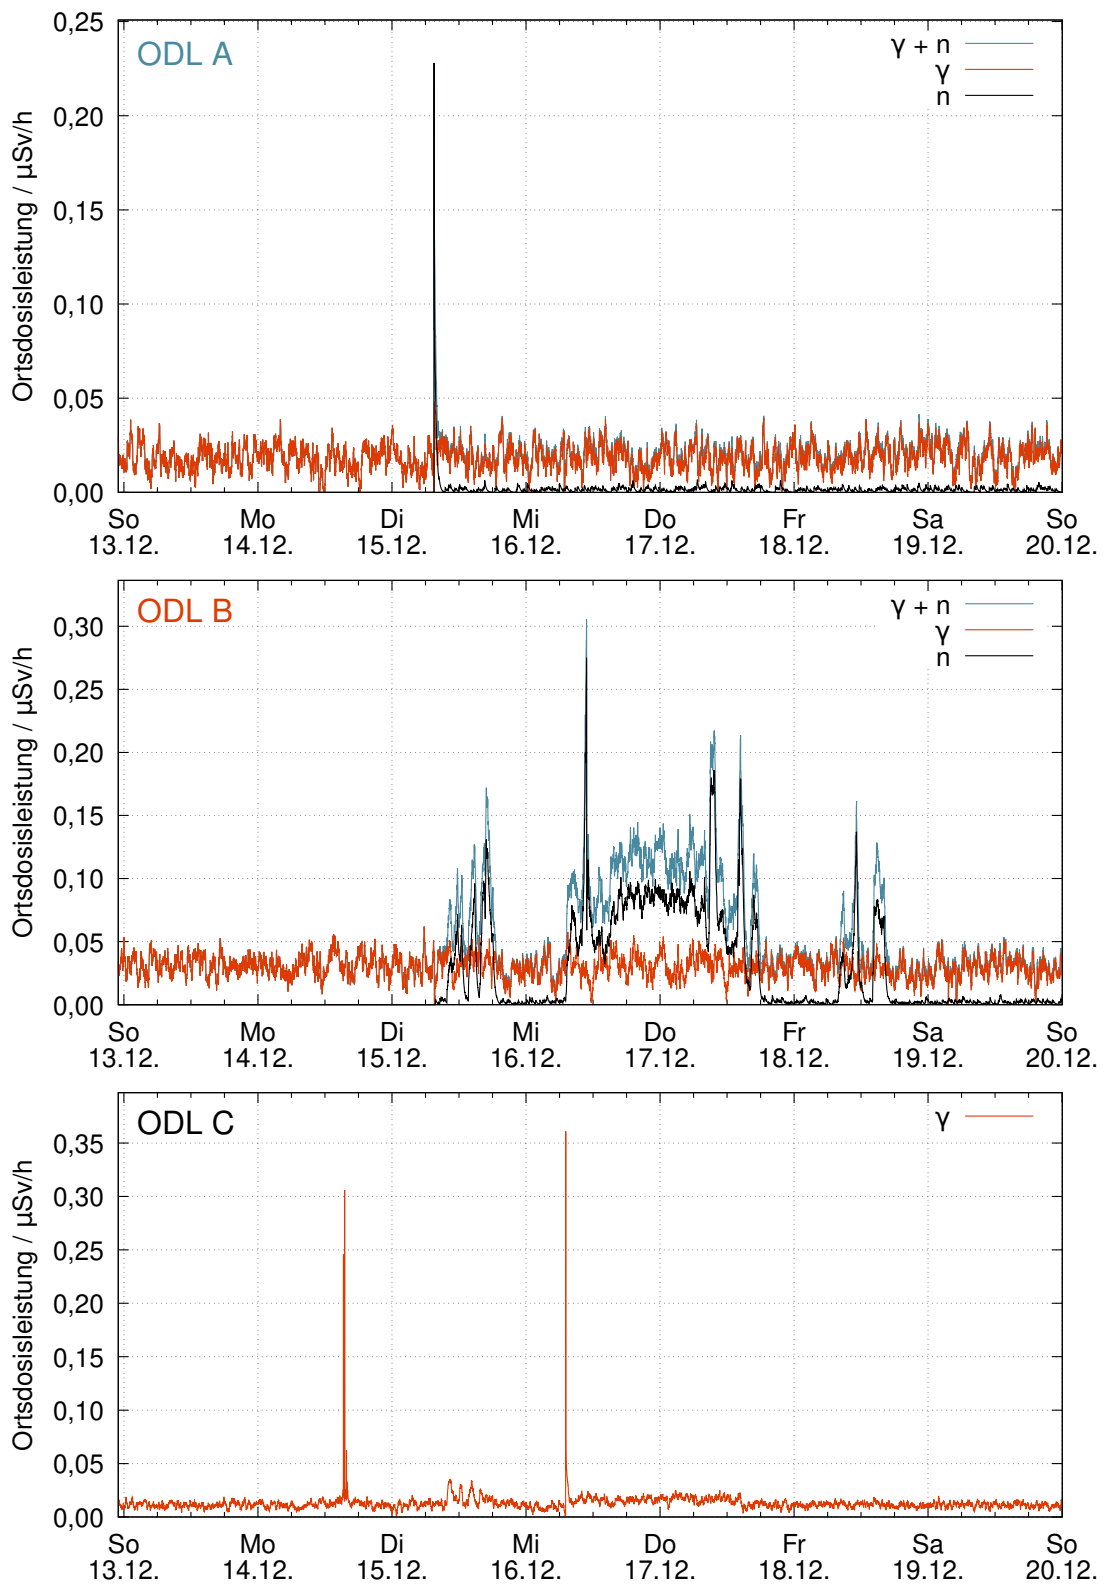 ODL A
γ + n
γ
n
Ortsdosisleistung / µSv/h
0,25
0,20
0,15
0,10
0,05
0,00
So Mo Di Mi Do Fr Sa So
13.12. 14.12. 15.12. 16.12. 17.12. 18.12. 19.12. 20.12.
ODL B
γ + n
γ
n
Ortsdosisleistung / µSv/h
0,30
0,25
0,20
0,15
0,10
0,05
0,00
So Mo Di Mi Do Fr Sa So
13.12. 14.12. 15.12. 16.12. 17.12. 18.12. 19.12. 20.12.
ODL C
γ
Ortsdosisleistung / µSv/h
0,35
0,30
0,25
0,20
0,15
0,10
0,05
0,00
So Mo Di Mi Do Fr Sa So
13.12. 14.12. 15.12. 16.12. 17.12. 18.12. 19.12. 20.12.